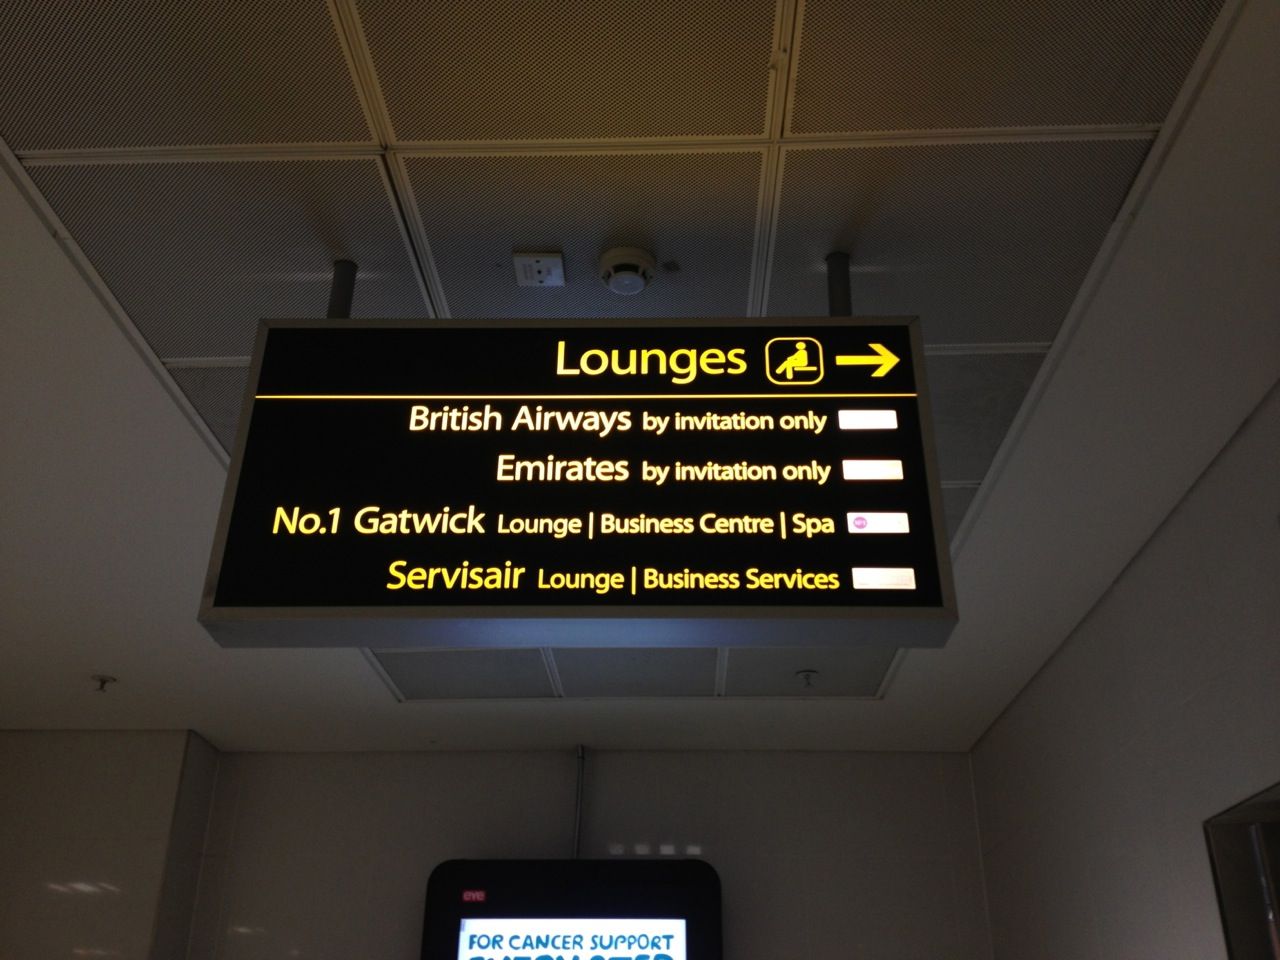 Lounges
British Airways by invitation only
Emirates by invitation only
No.1 Gatwick Lounge | Business Centre | Spa
Servisair Lounge | Business Services
eye
FOR CANCER SUPPORT